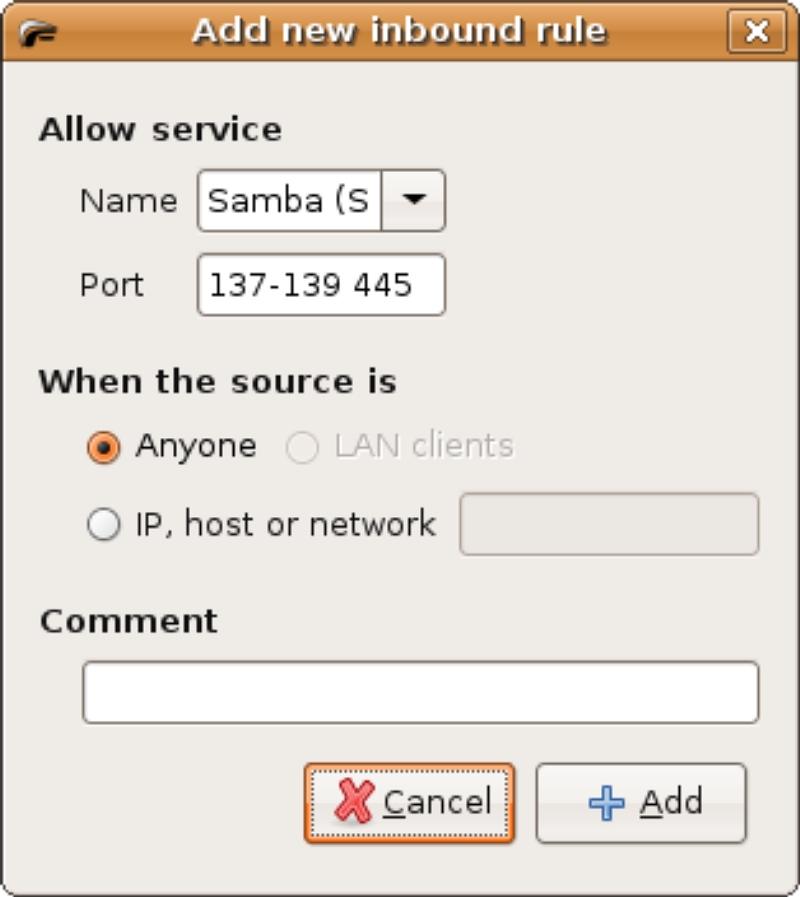 Add new inbound rule
Allow service
Name Samba (S
Port 137-139 445
When the source is
Anyone LAN clients
IP, host or network
Comment
Cancel Add